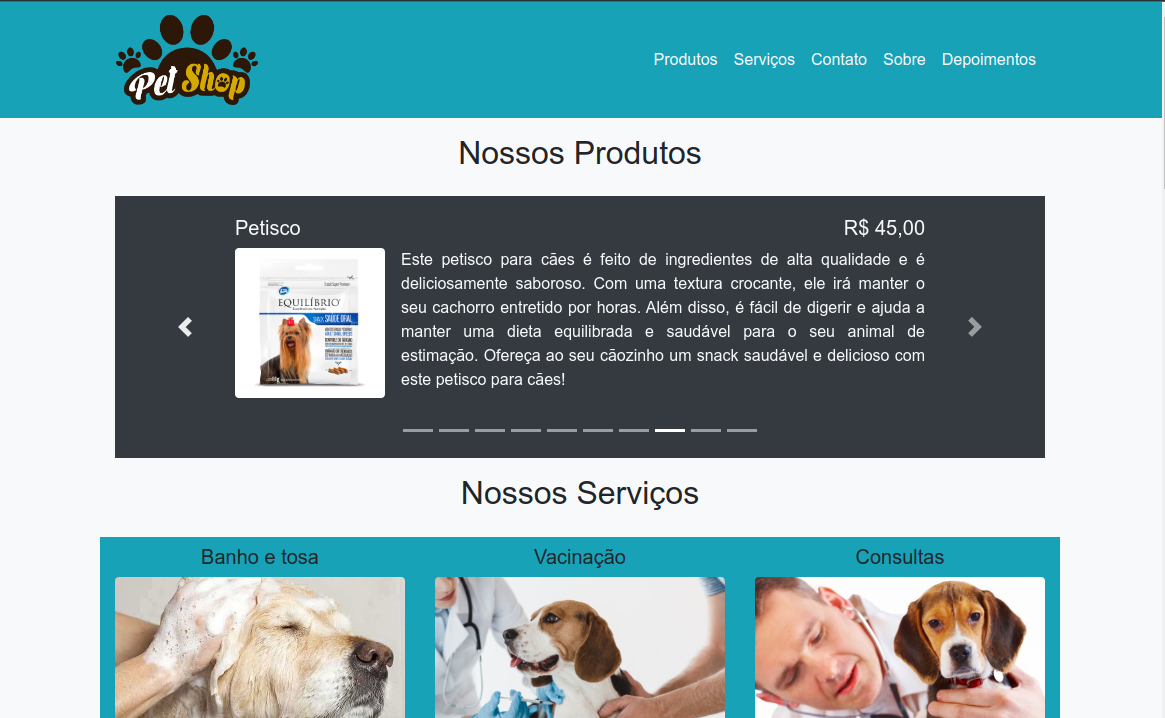 Pet Shop
Produtos Serviços Contato Sobre Depoimentos
Nossos Produtos
Petisco R$ 45,00
EQUILÍBRIO
SNACK SAÚDE ORAL
Este petisco para cães é feito de ingredientes de alta qualidade e é
deliciosamente saboroso. Com uma textura crocante, ele irá manter o
seu cachorro entretido por horas. Além disso, é fácil de digerir e ajuda a
manter uma dieta equilibrada e saudável para o seu animal de
estimação. Ofereça ao seu cãozinho um snack saudável e delicioso com
este petisco para cães!
Nossos Serviços
Banho e tosa Vacinação Consultas